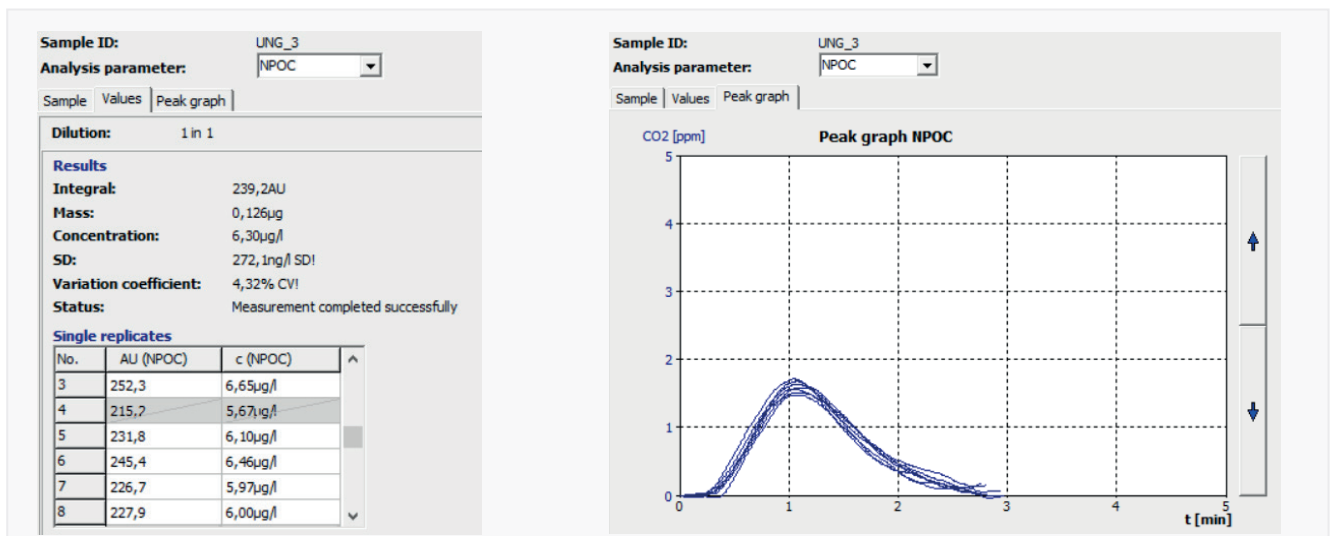 Sample ID: UNG_3
Analysis parameter: NPOC
Sample Values Peak graph
Dilution: 1 in 1
Results
Integral: 239,2AU
Mass: 0,126µg
Concentration: 6,30µg/l
SD: 272,1ng/l SD!
Variation coefficient: 4,32% CV!
Status: Measurement completed successfully
Single replicates
No. AU (NPOC) c (NPOC)
3 252,3 6,65µg/l
4 215,7 5,67µg/l
5 231,8 6,10µg/l
6 245,4 6,46µg/l
7 226,7 5,97µg/l
8 227,9 6,00µg/l
Sample ID: UNG_3
Analysis parameter: NPOC
Sample Values Peak graph
CO2 [ppm] Peak graph NPOC
5
4
3
2
1
0
0 1 2 3 4 5
t [min]